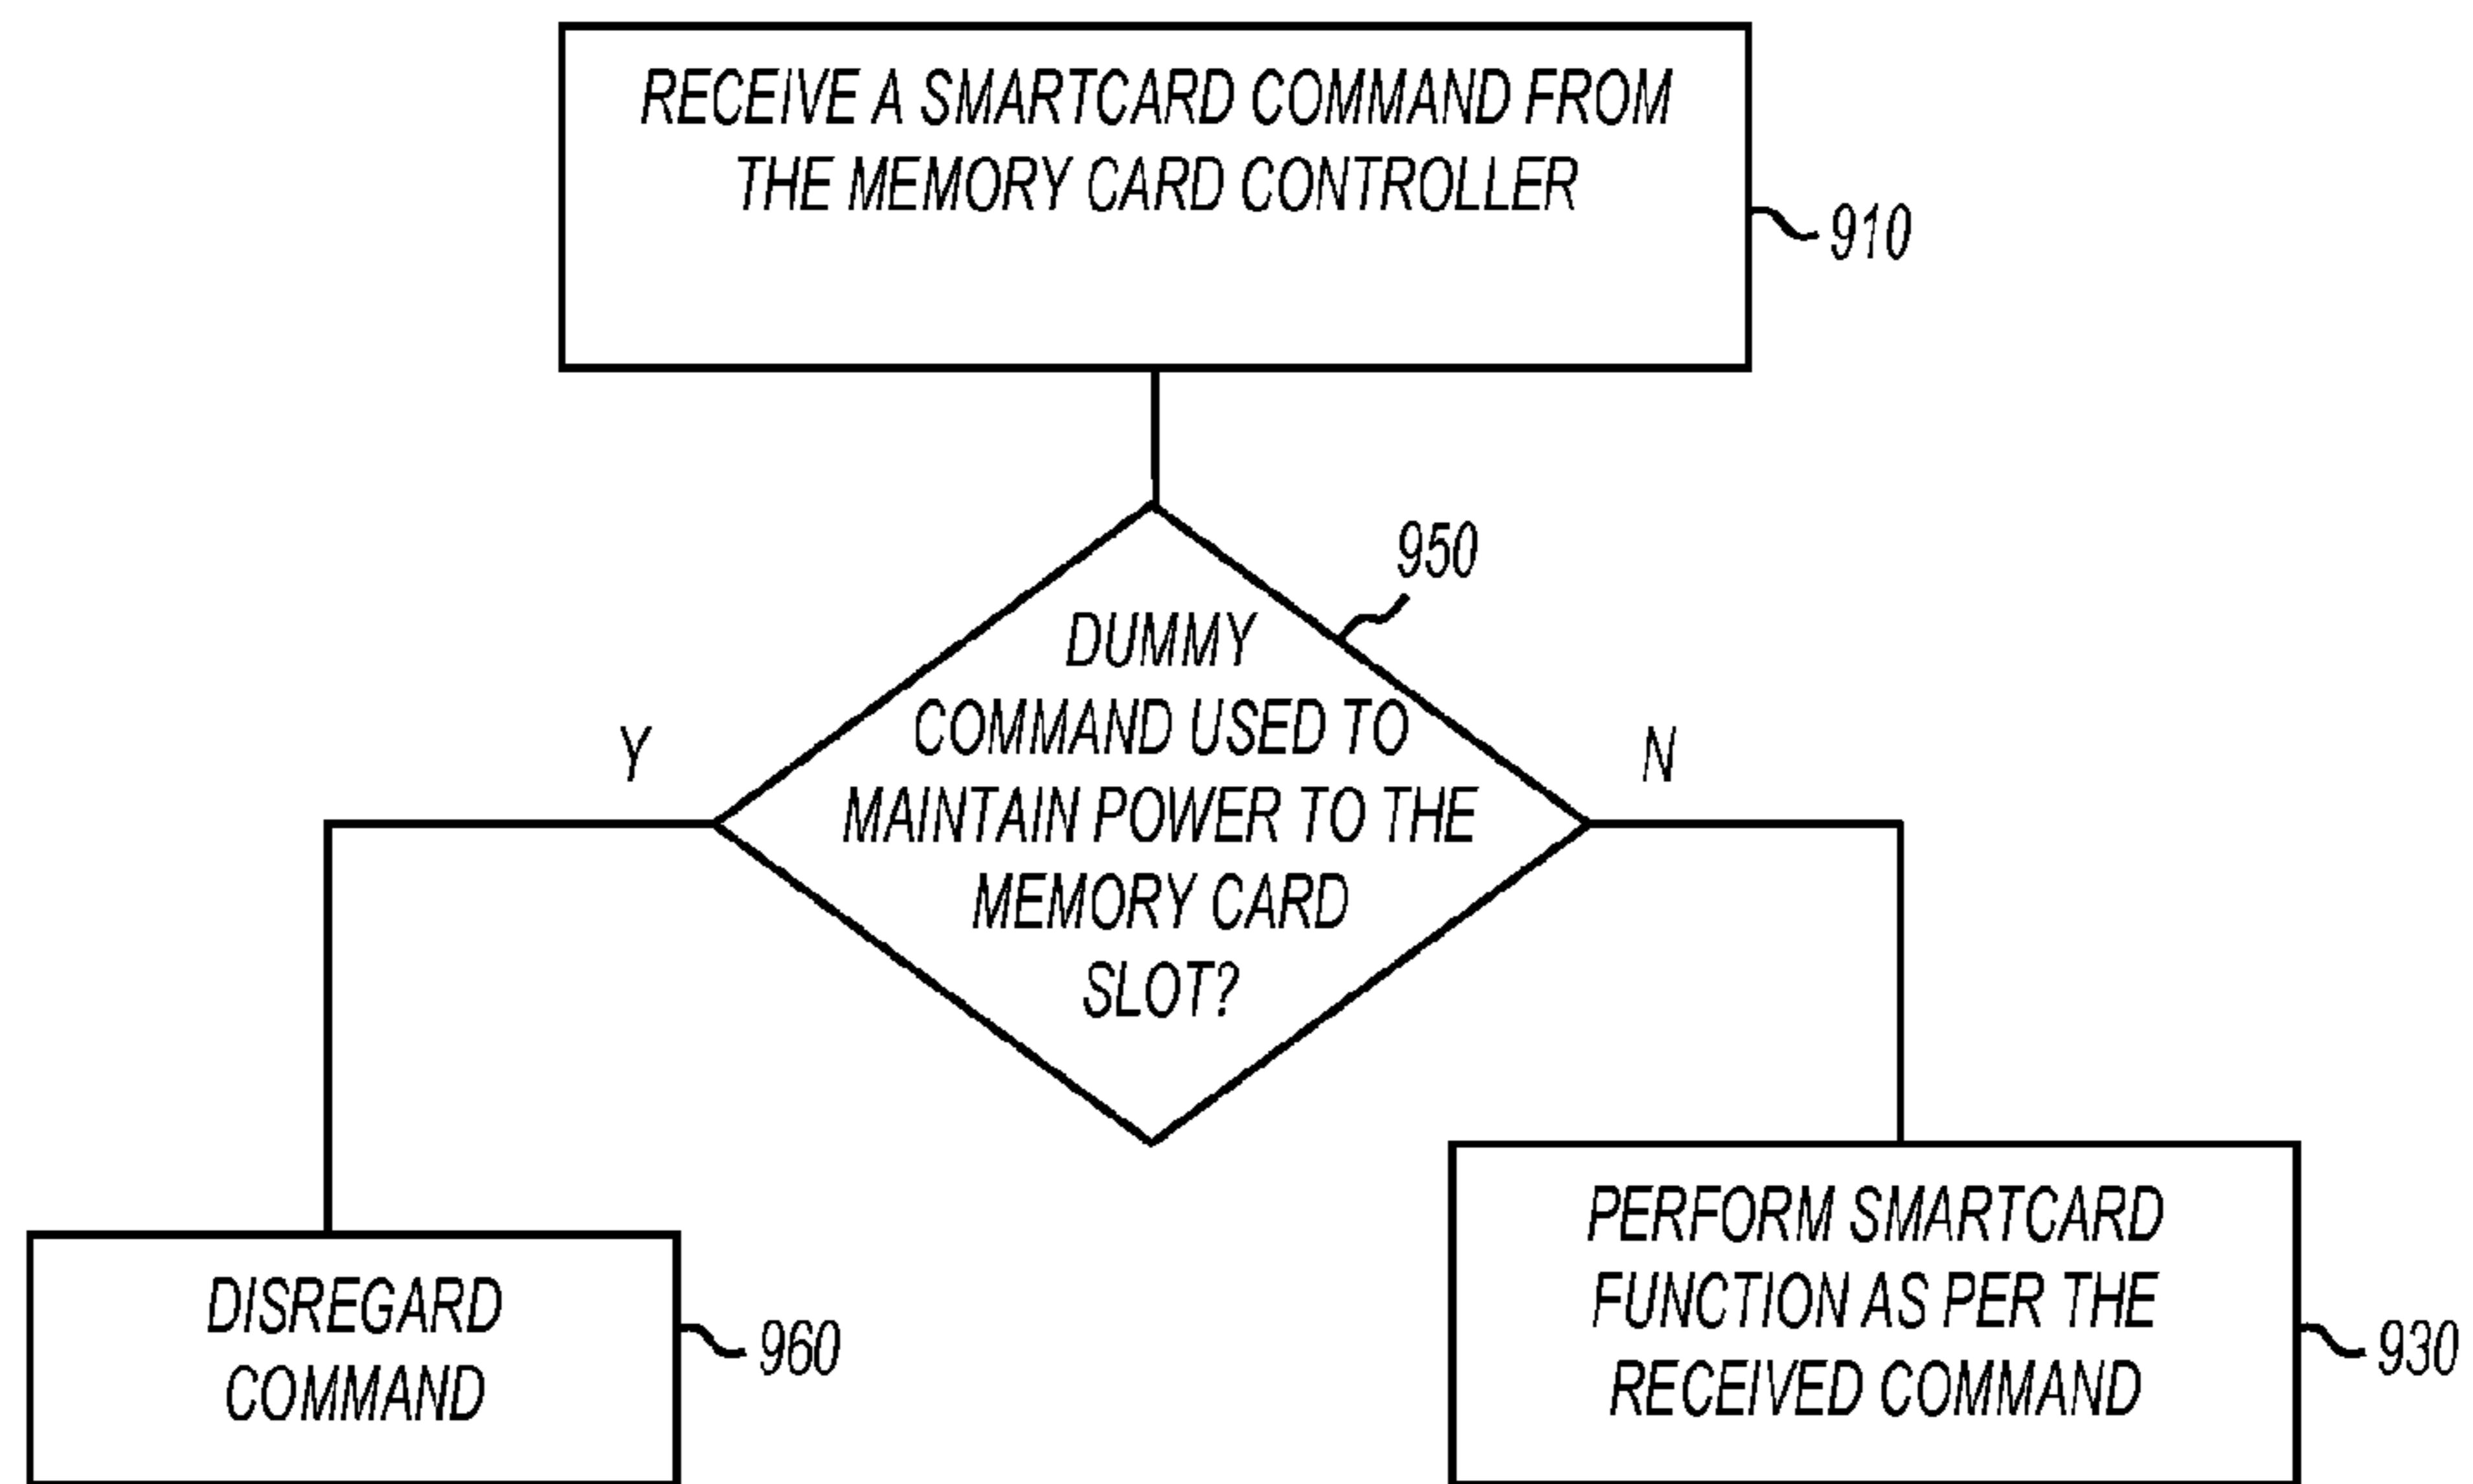 RECEIVE A SMARTCARD COMMAND FROM
THE MEMORY CARD CONTROLLER
910
950
DUMMY
COMMAND USED TO
MAINTAIN POWER TO THE
MEMORY CARD
SLOT?
Y
N
DISREGARD
COMMAND
960
PERFORM SMARTCARD
FUNCTION AS PER THE
RECEIVED COMMAND
930